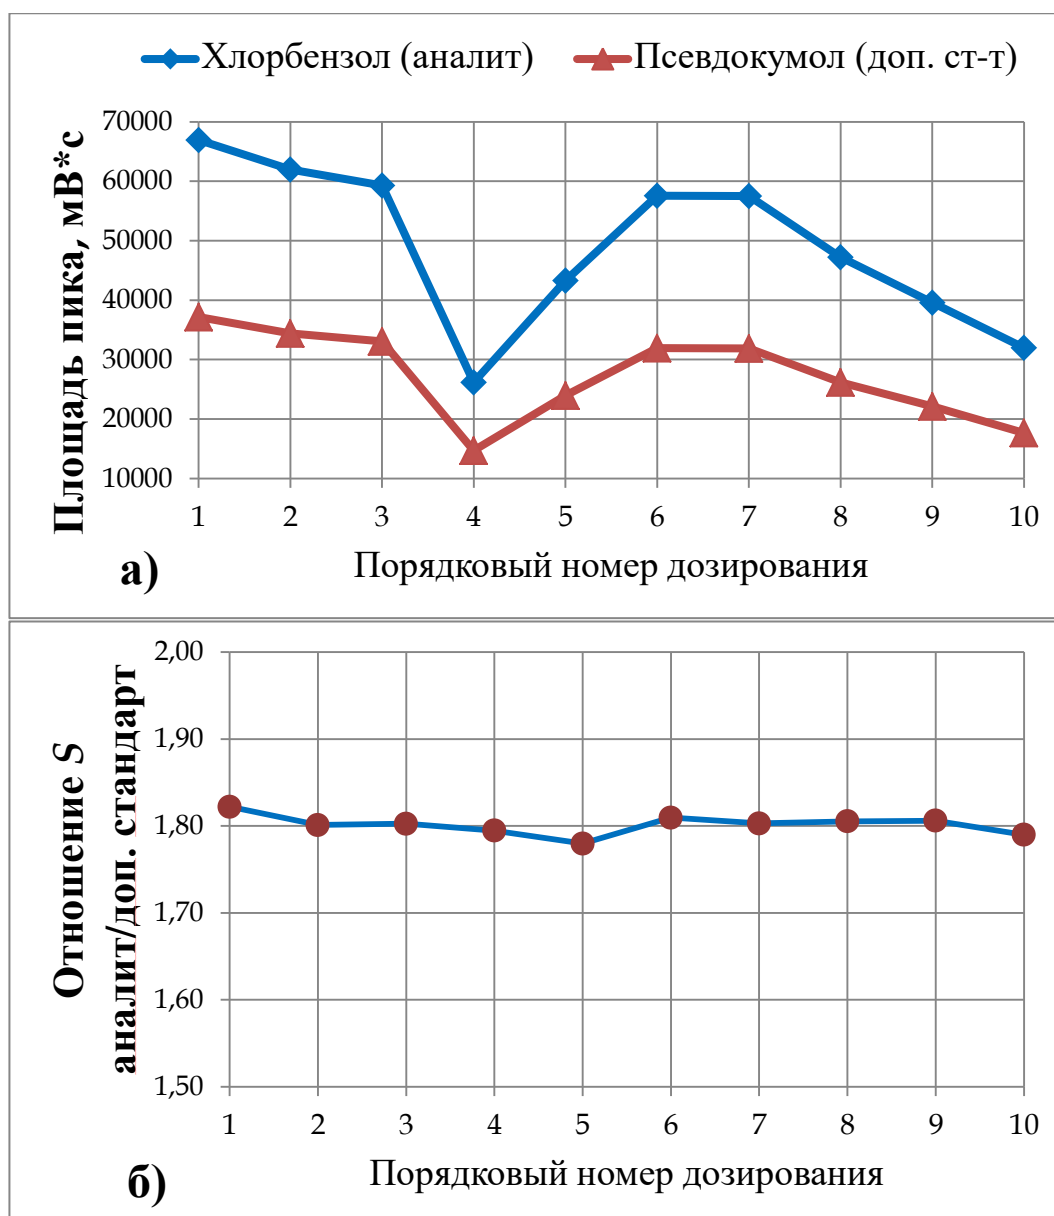 Хлорбензол (аналит) Псевдокумол (доп. ст-т)
Площадь пика, мВ*с
70000
60000
50000
40000
30000
20000
10000
1 2 3 4 5 6 7 8 9 10
а)
Порядковый номер дозирования
Отношение S
аналит/доп. стандарт
2,00
1,90
1,80
1,70
1,60
1,50
1 2 3 4 5 6 7 8 9 10
б)
Порядковый номер дозирования